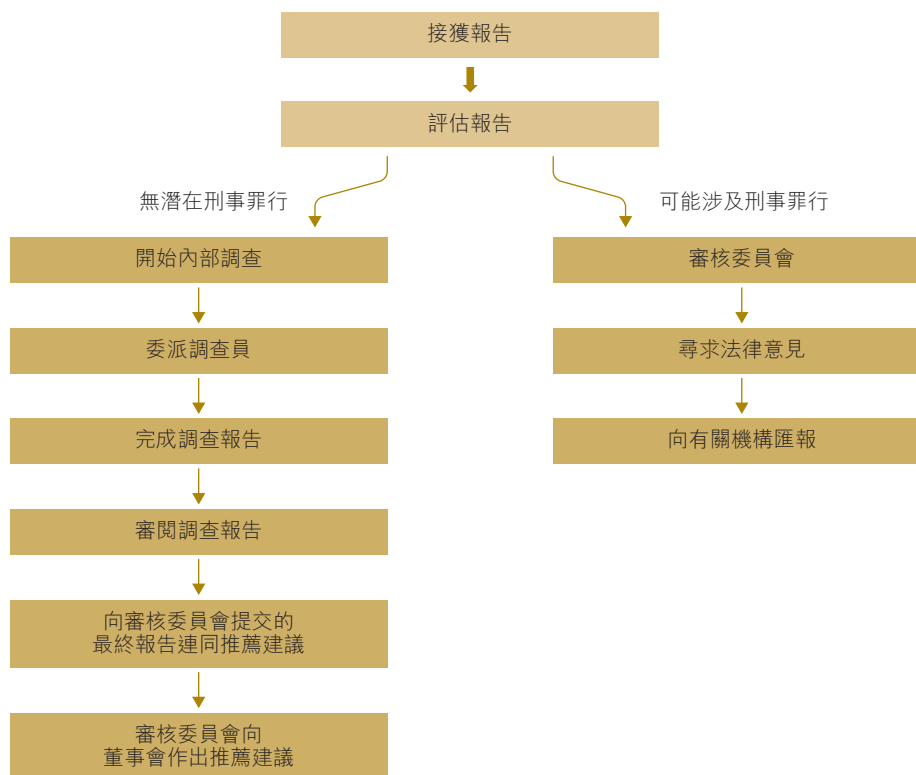 接獲報告
評估報告
無潛在刑事罪行
可能涉及刑事罪行
開始內部調查
審核委員會
委派調查員
尋求法律意見
完成調查報告
向有關機構匯報
審閱調查報告
向審核委員會提交的
最終報告連同推薦建議
審核委員會向
董事會作出推薦建議